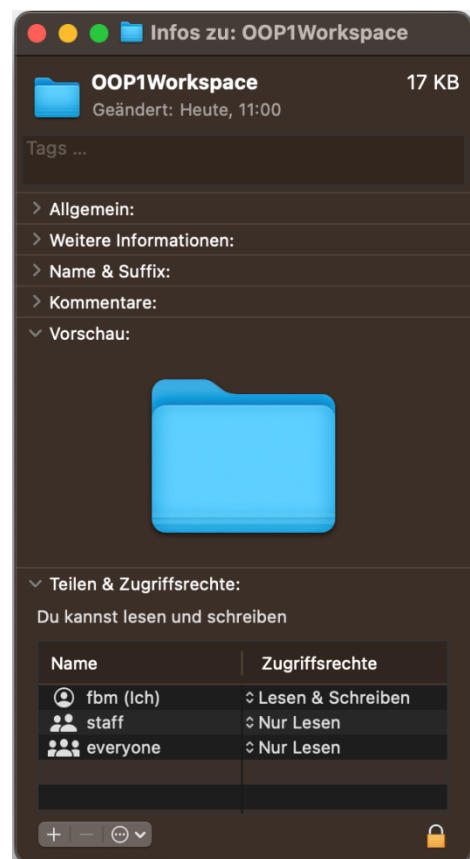 Infos zu: OOP1Workspace
OOP1Workspace 17 KB
Geändert: Heute, 11:00
Tags ...
Allgemein:
Weitere Informationen:
Name & Suffix:
Kommentare:
Vorschau:
Teilen & Zugriffsrechte:
Du kannst lesen und schreiben
Name Zugriffsrechte
fbm (Ich) Lesen & Schreiben
staff Nur Lesen
everyone Nur Lesen